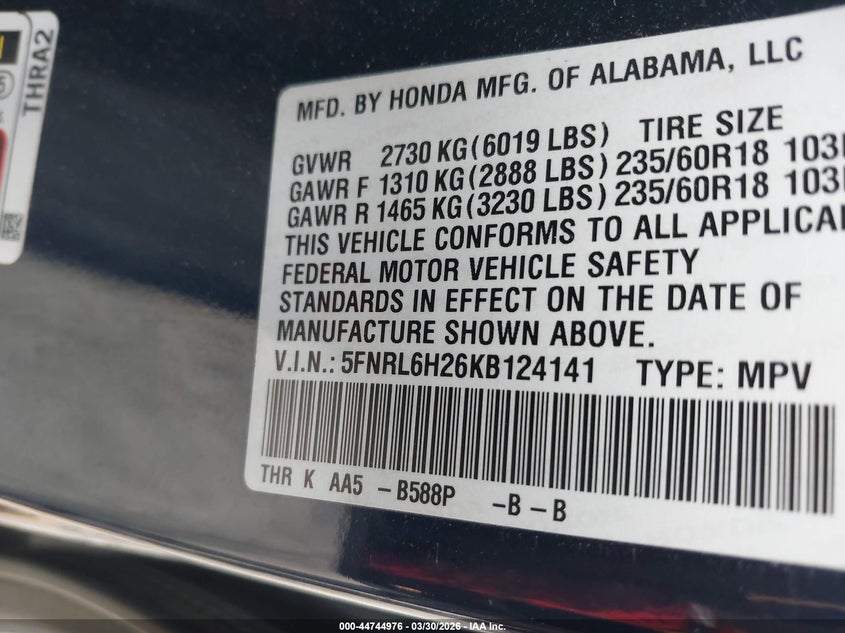 THRA2
MFD. BY HONDA MFG. OF ALABAMA, LLC
GVWR 2730 KG (6019 LBS) TIRE SIZE
GAWR F 1310 KG (2888 LBS) 235/60R18 103
GAWR R 1465 KG (3230 LBS) 235/60R18 103
THIS VEHICLE CONFORMS TO ALL APPLICA
FEDERAL MOTOR VEHICLE SAFETY
STANDARDS IN EFFECT ON THE DATE OF
MANUFACTURE SHOWN ABOVE.
V.I.N.: 5FNRL6H26KB124141 TYPE: MPV
THR K AA5 - B588P -B - B
000-44744976 — 03/30/2026 — IAA Inc.